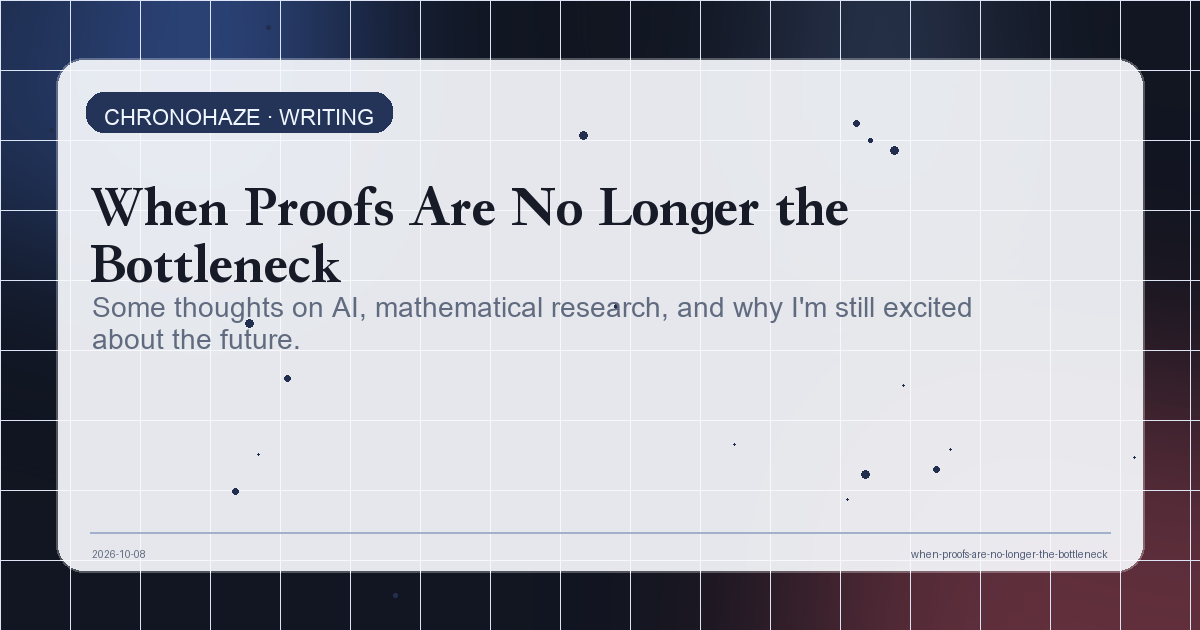 CHRONOHAZE · WRITING
When Proofs Are No Longer the
Bottleneck
Some thoughts on AI, mathematical research, and why I'm still excited
about the future.
2026-10-08
when-proofs-are-no-longer-the-bottleneck